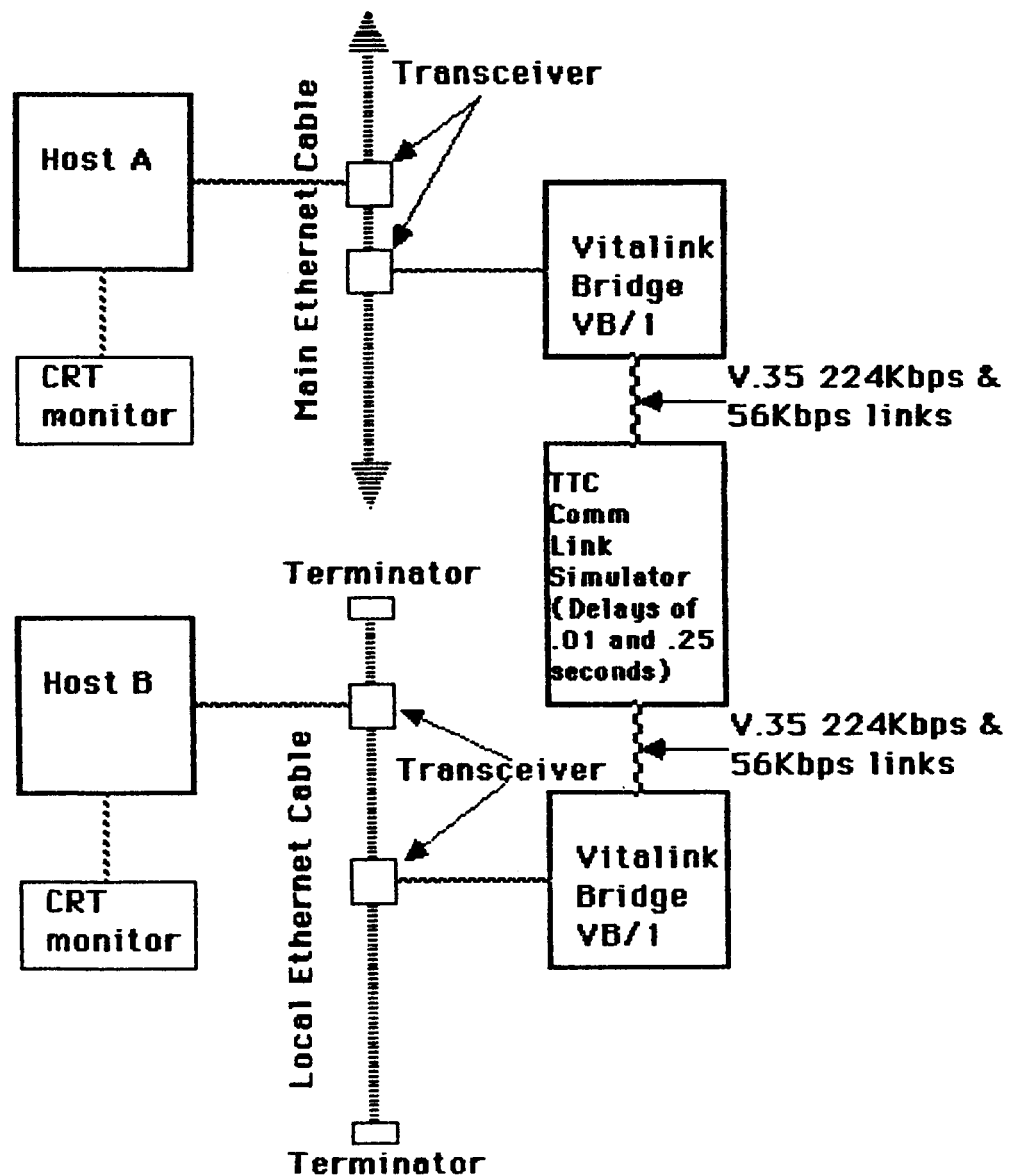 Transceiver
Host A
Main Ethernet Cable
Vitalink
Bridge
VB/1
CRT
monitor
V.35 224Kbps &
56Kbps links
TTC
Comm
Link
Simulator
(Delays of
.01 and .25
seconds)
Terminator
Host B
Local Ethernet Cable
V.35 224Kbps &
56Kbps links
Transceiver
Vitalink
Bridge
VB/1
CRT
monitor
Terminator